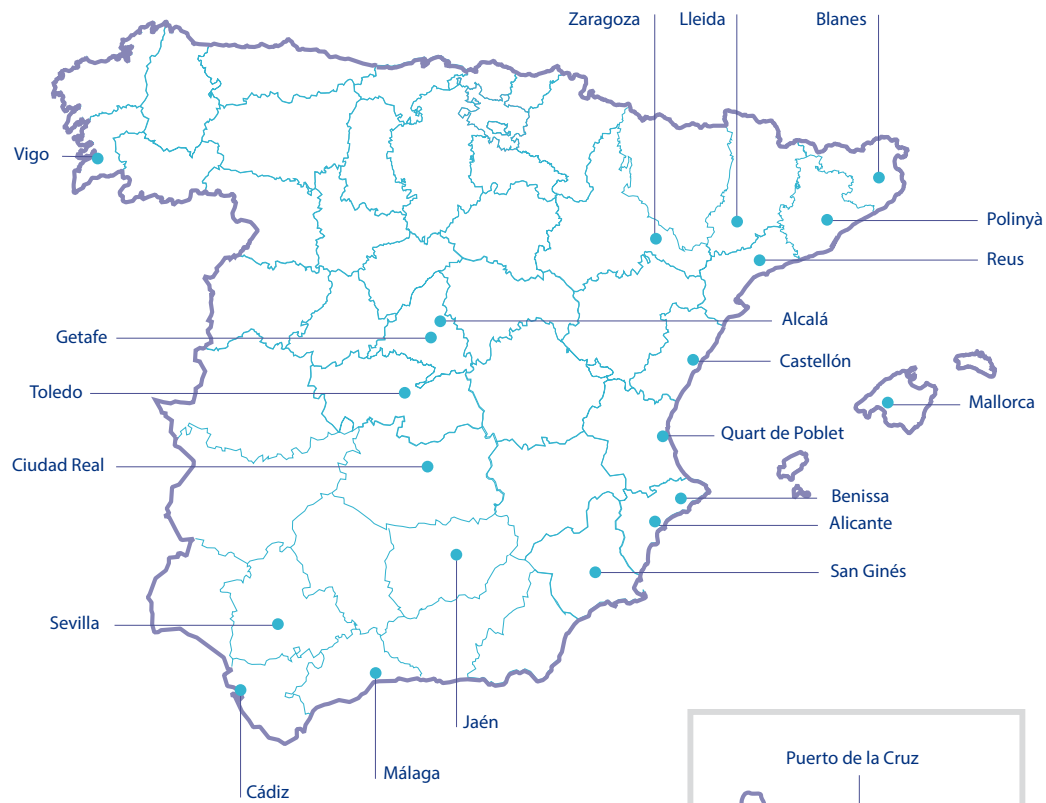 Zaragoza
Lleida
Blanes
Vigo
Polinyà
Reus
Alcalá
Getafe
Castellón
Toledo
Mallorca
Quart de Poblet
Ciudad Real
Benissa
Alicante
San Ginés
Sevilla
Jaén
Puerto de la Cruz
Málaga
Cádiz